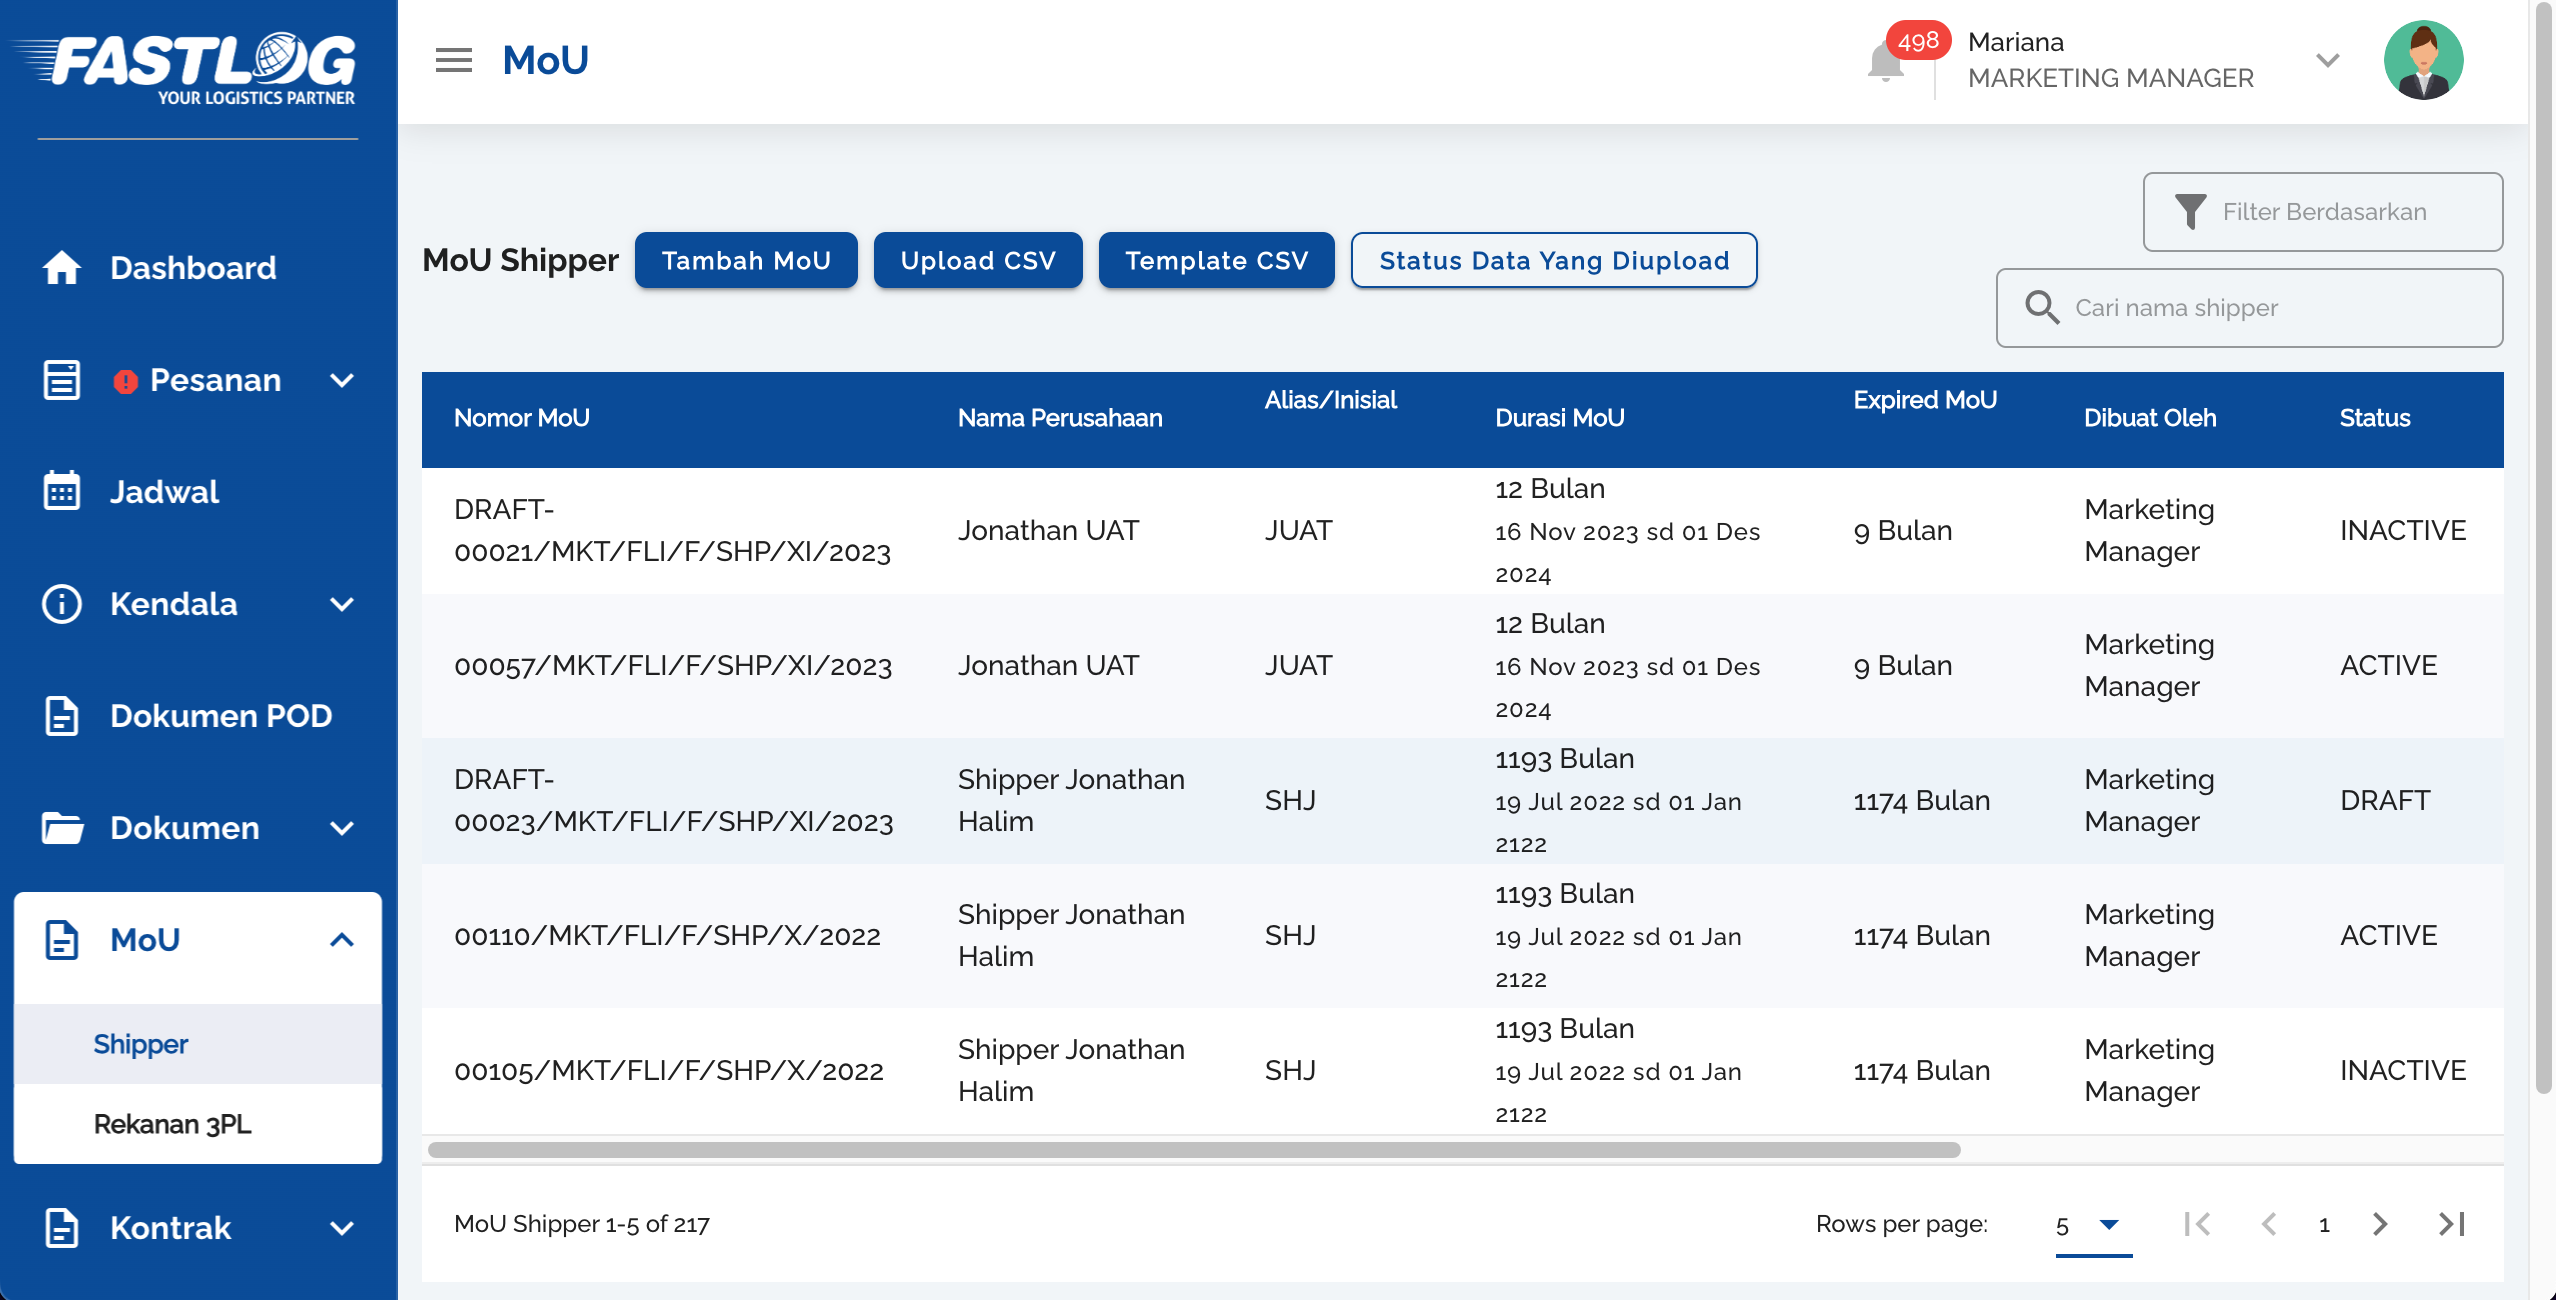 FASTLOG
YOUR LOGISTICS PARTNER
Dashboard
Pesanan
Jadwal
Kendala
Dokumen POD
Dokumen
MoU
Shipper
Rekanan 3PL
Kontrak
MoU
498
Mariana
MARKETING MANAGER
Filter Berdasarkan
MoU Shipper
Tambah MoU
Upload CSV
Template CSV
Status Data Yang Diupload
Cari nama shipper
Nomor MoU Nama Perusahaan Alias/Inisial Durasi MoU Expired MoU Dibuat Oleh Status
DRAFT-
00021/MKT/FLI/F/SHP/XI/2023
Jonathan UAT
JUAT
12 Bulan
16 Nov 2023 sd 01 Des
2024
9 Bulan
Marketing
Manager
INACTIVE
00057/MKT/FLI/F/SHP/XI/2023
Jonathan UAT
JUAT
12 Bulan
16 Nov 2023 sd 01 Des
2024
9 Bulan
Marketing
Manager
ACTIVE
DRAFT-
00023/MKT/FLI/F/SHP/XI/2023
Shipper Jonathan
Halim
SHJ
1193 Bulan
19 Jul 2022 sd 01 Jan
2122
1174 Bulan
Marketing
Manager
DRAFT
00110/MKT/FLI/F/SHP/X/2022
Shipper Jonathan
Halim
SHJ
1193 Bulan
19 Jul 2022 sd 01 Jan
2122
1174 Bulan
Marketing
Manager
ACTIVE
00105/MKT/FLI/F/SHP/X/2022
Shipper Jonathan
Halim
SHJ
1193 Bulan
19 Jul 2022 sd 01 Jan
2122
1174 Bulan
Marketing
Manager
INACTIVE
MoU Shipper 1-5 of 217
Rows per page: 5
1